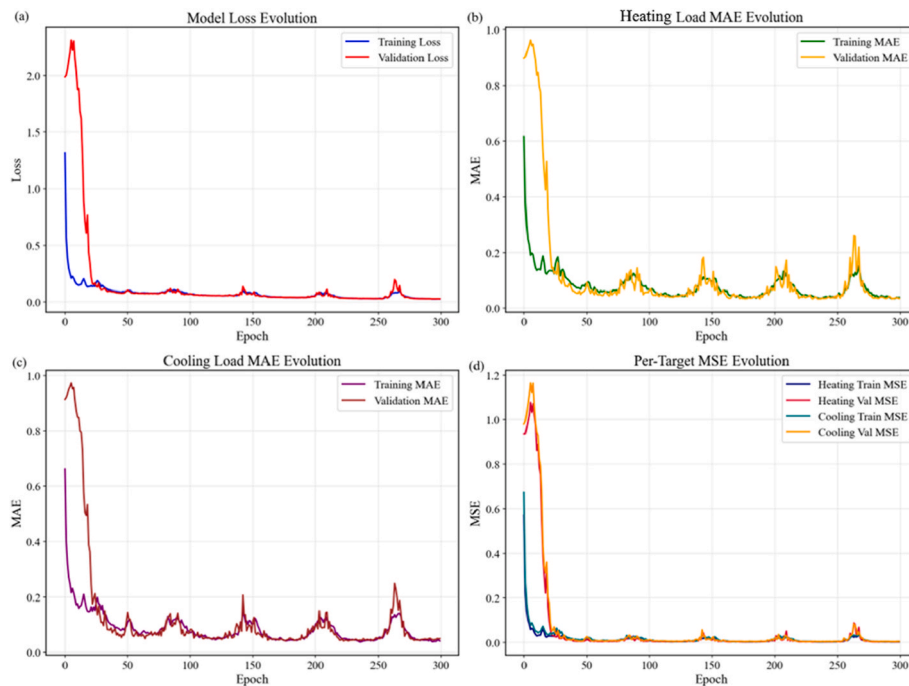 (a)
Model Loss Evolution
Training Loss
Validation Loss
2.0
1.5
1.0
0.5
0.0
Loss
0 50 100 150 200 250 300
Epoch
(b)
Heating Load MAE Evolution
Training MAE
Validation MAE
1.0
0.8
0.6
0.4
0.2
0.0
MAE
0 50 100 150 200 250 300
Epoch
(c)
Cooling Load MAE Evolution
Training MAE
Validation MAE
1.0
0.8
0.6
0.4
0.2
0.0
MAE
0 50 100 150 200 250 300
Epoch
(d)
Per-Target MSE Evolution
Heating Train MSE
Heating Val MSE
Cooling Train MSE
Cooling Val MSE
1.2
1.0
0.8
0.6
0.4
0.2
0.0
MSE
0 50 100 150 200 250 300
Epoch